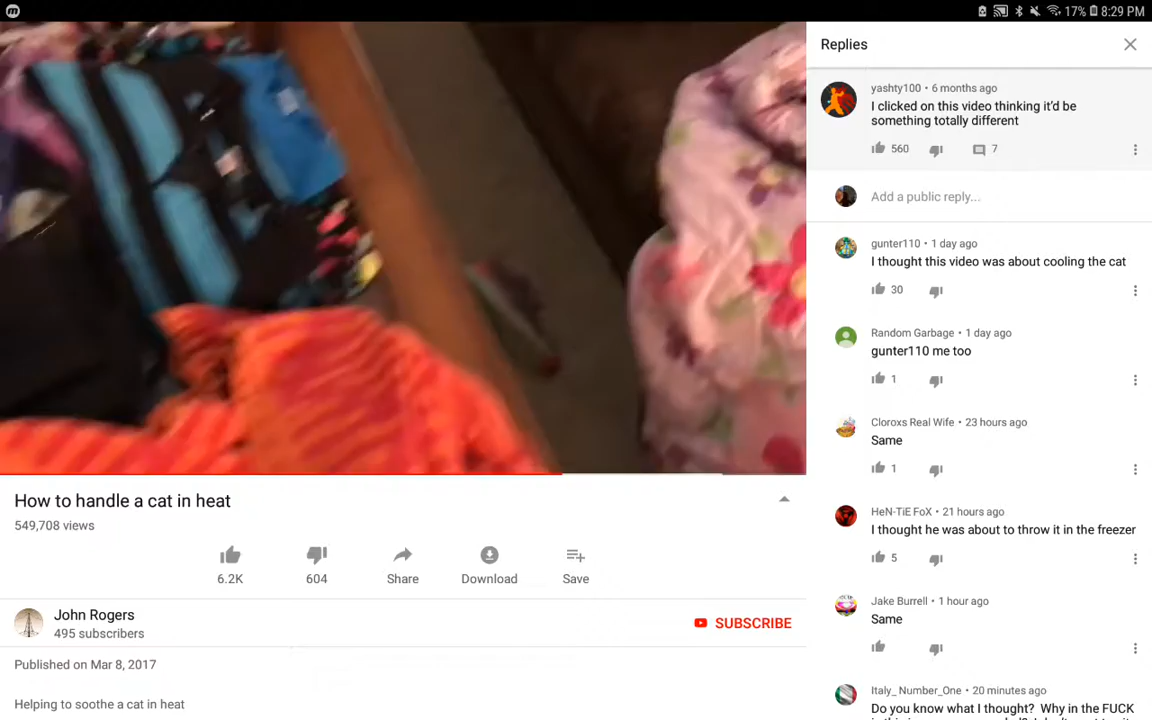 17% 8:29 PM
Replies
yashty100 • 6 months ago
I clicked on this video thinking it'd be
something totally different
560 7
Add a public reply...
gunter110 • 1 day ago
I thought this video was about cooling the cat
30
Random Garbage • 1 day ago
gunter110 me too
1
Cloroxs Real Wife • 23 hours ago
Same
1
HeN-TiE FoX • 21 hours ago
I thought he was about to throw it in the freezer
5
Jake Burrell • 1 hour ago
Same
Italy_ Number_One • 20 minutes ago
Do you know what I thought? Why in the FUCK
How to handle a cat in heat
549,708 views
6.2K 604 Share Download Save
John Rogers
495 subscribers
SUBSCRIBE
Published on Mar 8, 2017
Helping to soothe a cat in heat